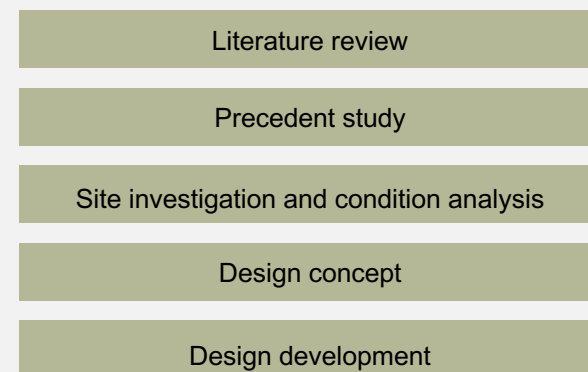 Literature review
Precedent study
Site investigation and condition analysis
Design concept
Design development